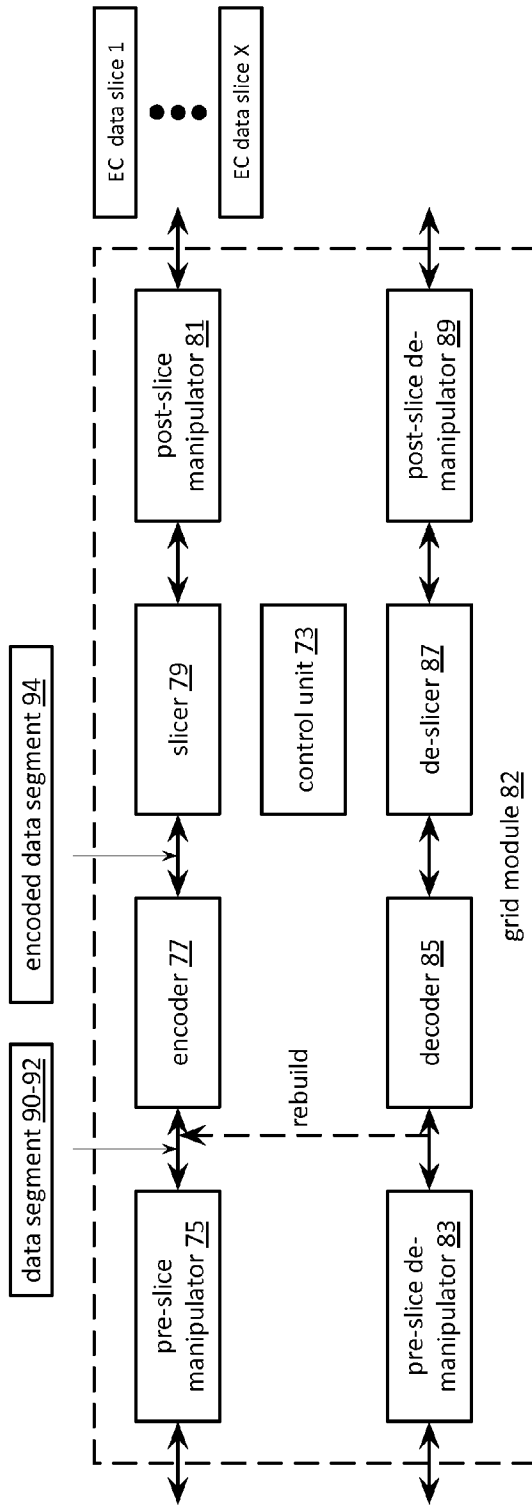 data segment 90-92
encoded data segment 94
EC data slice 1
EC data slice X
pre-slice
manipulator 75
encoder 77
slicer 79
post-slice
manipulator 81
rebuild
control unit 73
pre-slice de-
manipulator 83
decoder 85
de-slicer 87
post-slice de-
manipulator 89
grid module 82